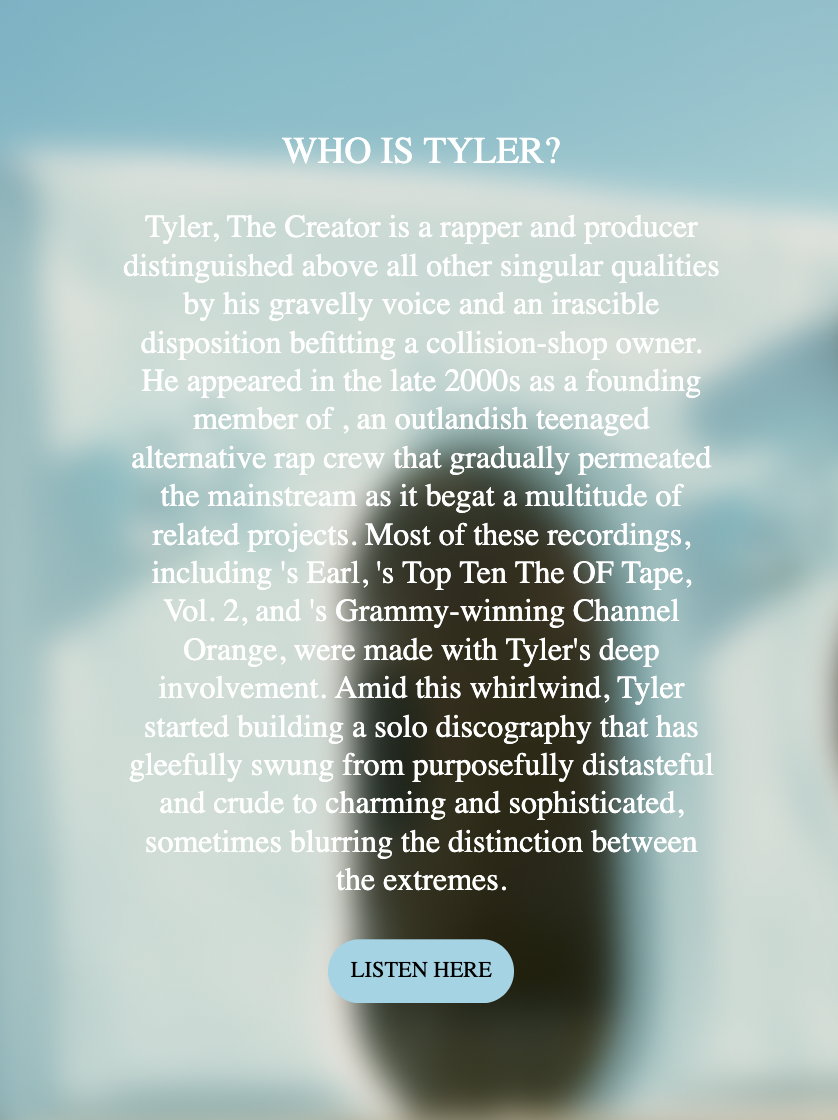 WHO IS TYLER?
Tyler, The Creator is a rapper and producer
distinguished above all other singular qualities
by his gravelly voice and an irascible
disposition befitting a collision-shop owner.
He appeared in the late 2000s as a founding
member of , an outlandish teenaged
alternative rap crew that gradually permeated
the mainstream as it begat a multitude of
related projects. Most of these recordings,
including 's Earl, 's Top Ten The OF Tape,
Vol. 2, and 's Grammy-winning Channel
Orange, were made with Tyler's deep
involvement. Amid this whirlwind, Tyler
started building a solo discography that has
gleefully swung from purposefully distasteful
and crude to charming and sophisticated,
sometimes blurring the distinction between
the extremes.
LISTEN HERE